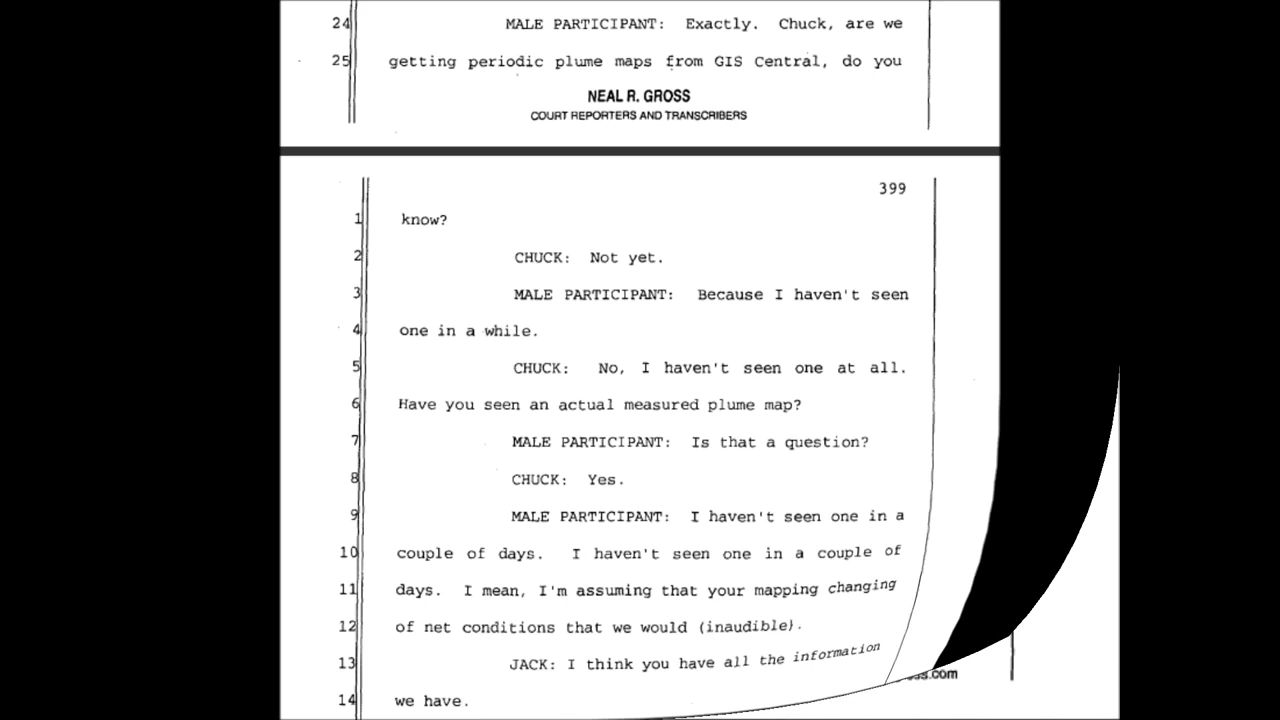 24 MALE PARTICIPANT: Exactly. Chuck, are we
25 getting periodic plume maps from GIS Central, do you
NEAL R. GROSS
COURT REPORTERS AND TRANSCRIBERS
399
1 know?
2 CHUCK: Not yet.
3 MALE PARTICIPANT: Because I haven't seen
4 one in a while.
5 CHUCK: No, I haven't seen one at all.
6 Have you seen an actual measured plume map?
7 MALE PARTICIPANT: Is that a question?
8 CHUCK: Yes.
9 MALE PARTICIPANT: I haven't seen one in a
10 couple of days. I haven't seen one in a couple of
11 days. I mean, I'm assuming that your mapping changing
12 of net conditions that we would (inaudible).
13 JACK: I think you have all the information
14 we have.